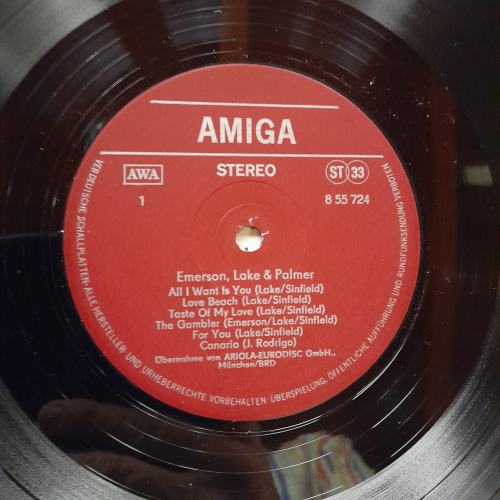 AMIGA
AWA
STEREO
ST 33
1
8 55 724
Emerson, Lake & Palmer
All I Want Is You (Lake/Sinfield)
Love Beach (Lake/Sinfield)
Taste Of My Love (Lake/Sinfield)
The Gambler (Emerson/Lake/Sinfield)
For You (Lake/Sinfield)
Canario (J. Rodrigo)
Übernahme von ARIOLA-EURODISC GmbH.,
München/BRD
VEB DEUTSCHE SCHALLPLATTEN · ALLE HERSTELLER UND URHEBERRECHTE VORBEHALTEN ÜBERSPIELUNG, ÖFFENTLICHE AUFFÜHRUNG UND RUNDFUNKSENDUNG VERBOTEN